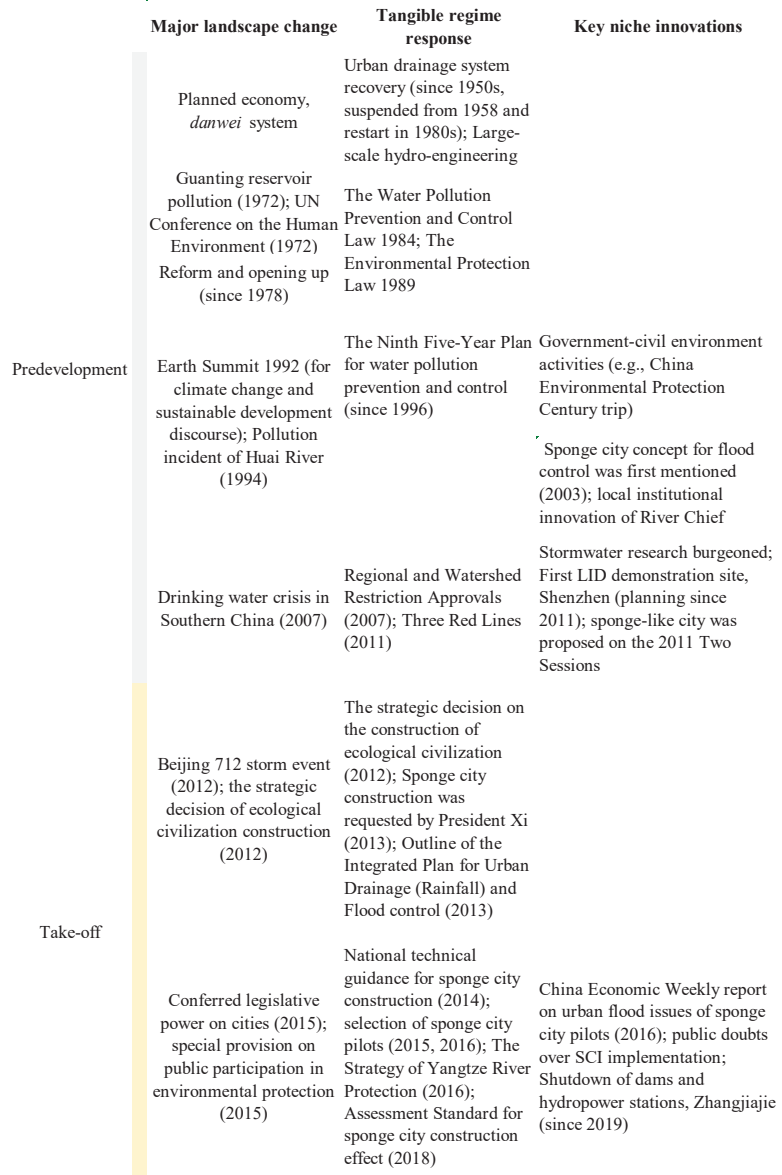 Major landscape change
Tangible regime
response
Key niche innovations
Predevelopment
Planned economy,
danwei system
Urban drainage system
recovery (since 1950s,
suspended from 1958 and
restart in 1980s); Large-
scale hydro-engineering
Guanting reservoir
pollution (1972); UN
Conference on the Human
Environment (1972)
Reform and opening up
(since 1978)
The Water Pollution
Prevention and Control
Law 1984; The
Environmental Protection
Law 1989
Earth Summit 1992 (for
climate change and
sustainable development
discourse); Pollution
incident of Huai River
(1994)
The Ninth Five-Year Plan
for water pollution
prevention and control
(since 1996)
Government-civil environment
activities (e.g., China
Environmental Protection
Century trip)
Sponge city concept for flood
control was first mentioned
(2003); local institutional
innovation of River Chief
Drinking water crisis in
Southern China (2007)
Regional and Watershed
Restriction Approvals
(2007); Three Red Lines
(2011)
Stormwater research burgeoned;
First LID demonstration site,
Shenzhen (planning since
2011); sponge-like city was
proposed on the 2011 Two
Sessions
Take-off
Beijing 712 storm event
(2012); the strategic
decision of ecological
civilization construction
(2012)
The strategic decision on
the construction of
ecological civilization
(2012); Sponge city
construction was
requested by President Xi
(2013); Outline of the
Integrated Plan for Urban
Drainage (Rainfall) and
Flood control (2013)
Conferred legislative
power on cities (2015);
special provision on
public participation in
environmental protection
(2015)
National technical
guidance for sponge city
construction (2014);
selection of sponge city
pilots (2015, 2016); The
Strategy of Yangtze River
Protection (2016);
Assessment Standard for
sponge city construction
effect (2018)
China Economic Weekly report
on urban flood issues of sponge
city pilots (2016); public doubts
over SCI implementation;
Shutdown of dams and
hydropower stations, Zhangjiajie
(since 2019)